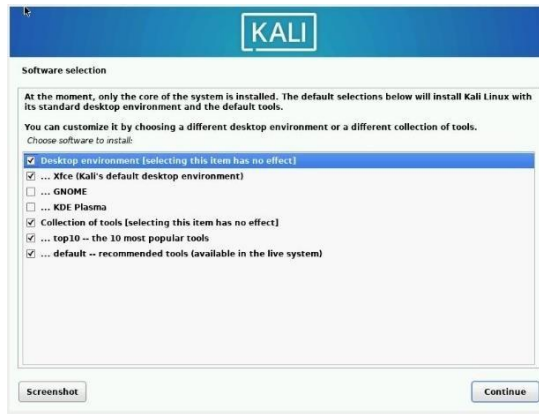 KALI
Software selection
At the moment, only the core of the system is installed. The default selections below will install Kali Linux with
its standard desktop environment and the default tools.
You can customize it by choosing a different desktop environment or a different collection of tools.
Choose software to install:
Desktop environment [selecting this item has no effect]
... Xfce (Kali's default desktop environment)
... GNOME
... KDE Plasma
Collection of tools [selecting this item has no effect]
... top10 -- the 10 most popular tools
... default -- recommended tools (available in the live system)
Screenshot
Continue